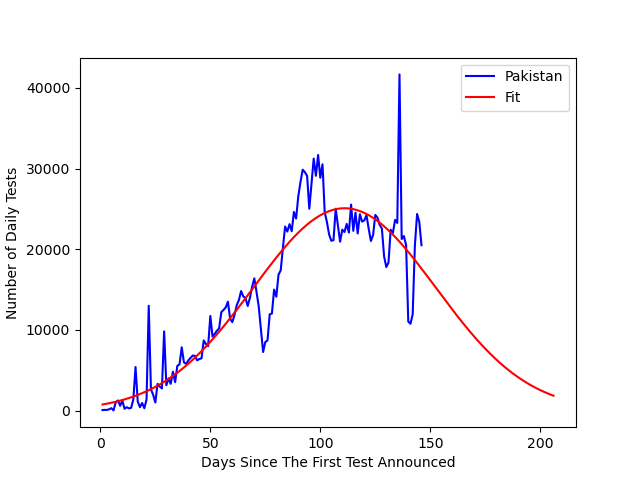 Pakistan
Fit
40000
30000
20000
10000
0
Number of Daily Tests
0 50 100 150 200
Days Since The First Test Announced